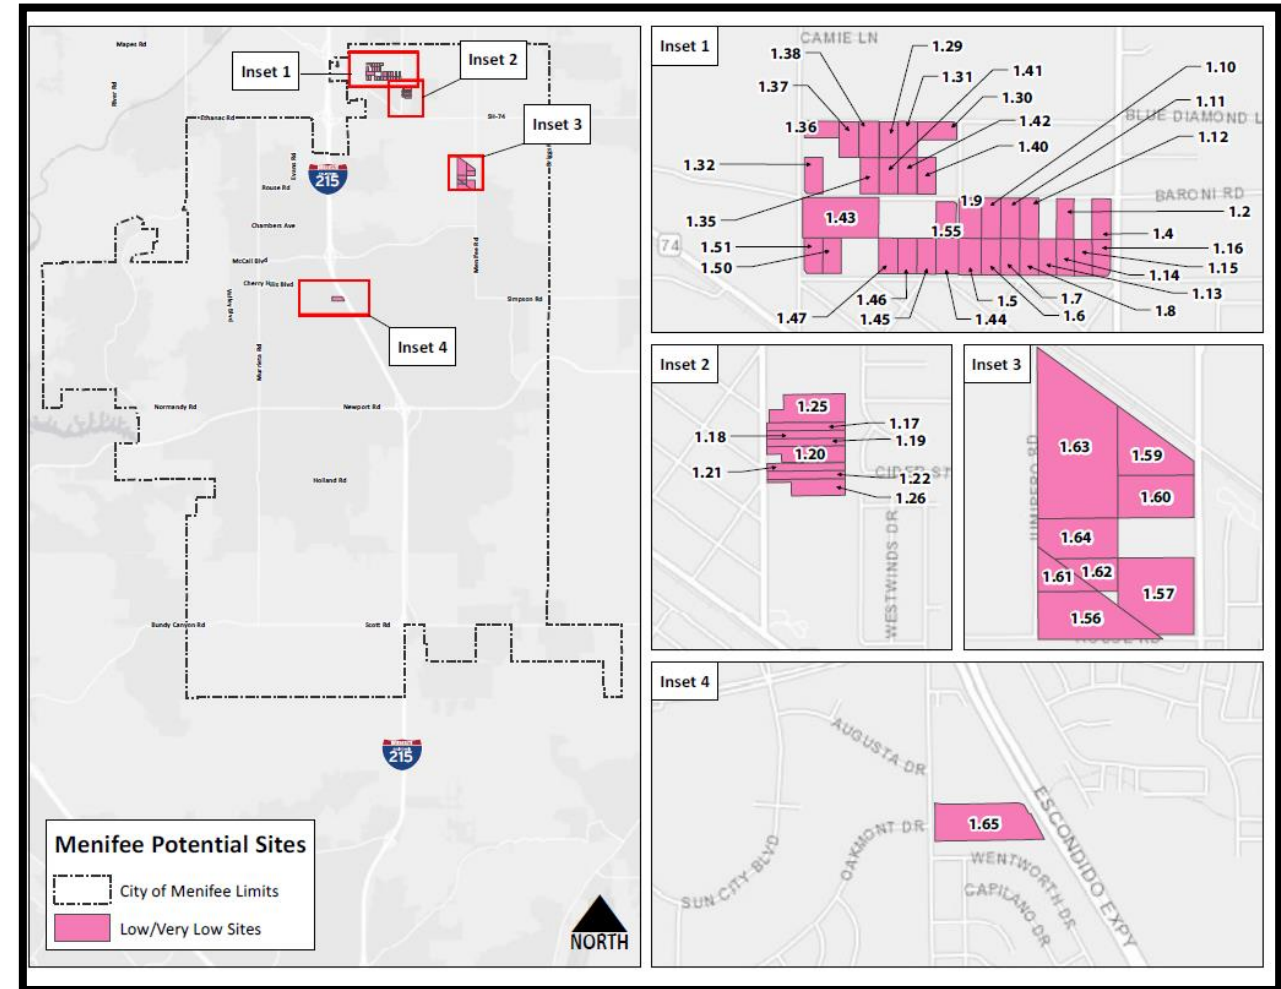 Mapes Rd
River Rd
Ethanac Rd
Evans Rd
SH-74
Briggs
Inset 1
Inset 2
Inset 3
215
Rouse Rd
Chambers Ave
McCall Blvd
Cherry Hills Blvd
Valley Blvd
Murrieta Rd
Menifee Rd
Simpson Rd
Inset 4
Normandy Rd
Newport Rd
Holland Rd
Bundy Canyon Rd
Scott Rd
215
Menifee Potential Sites
City of Menifee Limits
Low/Very Low Sites
NORTH
Inset 1
CAMIE LN
1.38
1.29
1.37
1.31
1.41
1.30
1.10
1.11
1.36
1.42
BLUE DIAMOND L
1.12
1.40
1.32
BARONI RD
1.35
1.43
1.9
1.2
1.55
1.4
74
1.51
1.16
1.50
1.15
1.14
1.13
1.47
1.46
1.45
1.44
1.5
1.6
1.7
1.8
Inset 2
1.25
1.17
1.18
1.19
1.20
1.21
CIDER ST
1.22
1.26
WESTWINDS DR
Inset 3
JUNIPERO RD
1.63
1.59
1.60
1.64
1.61
1.62
1.57
1.56
ROUSE RD
Inset 4
AUGUSTA DR
ESCONDIDO EXPY
1.65
OAKMONT DR
SUN CITY BLVD
WENTWORTH DR
CAPILANO DR